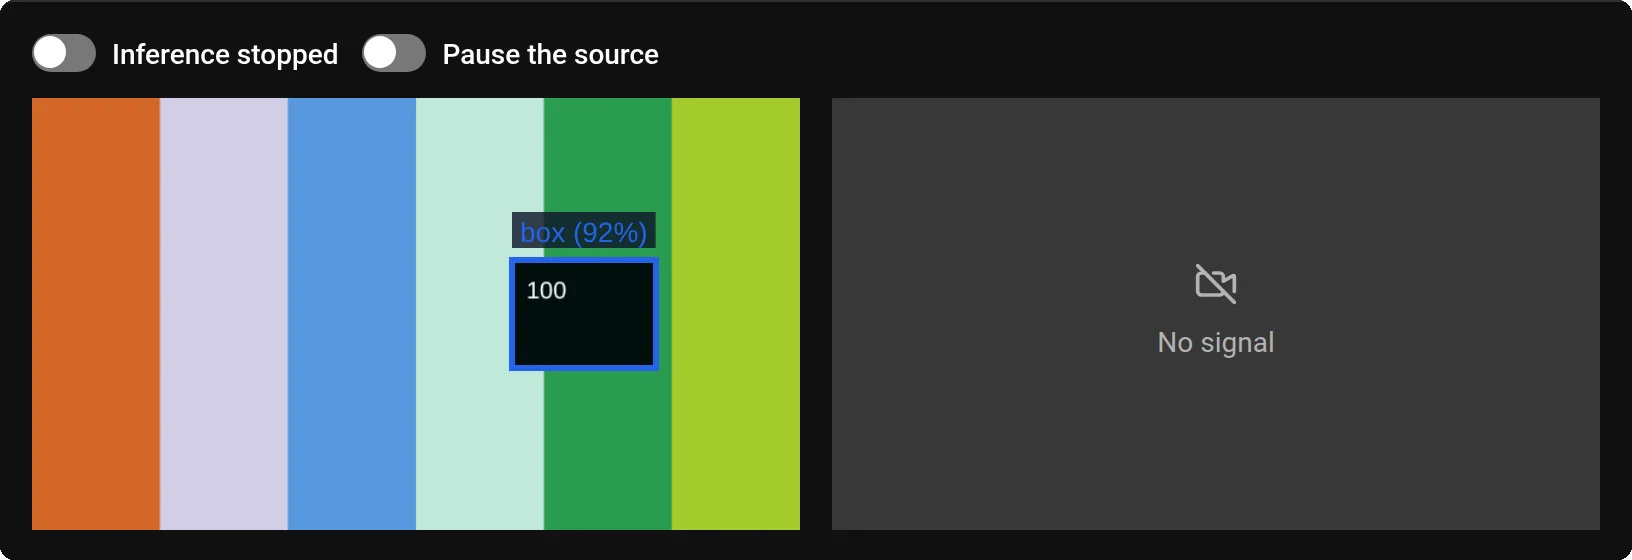 Inference stopped
Pause the source
box (92%)
100
No signal